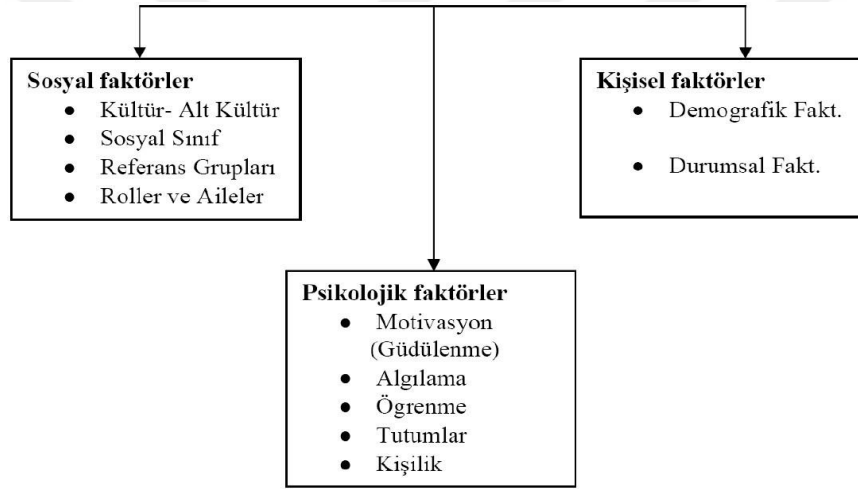 Sosyal faktörler
● Kültür- Alt Kültür
● Sosyal Sınıf
● Referans Grupları
● Roller ve Aileler
Kişisel faktörler
● Demografik Fakt.
● Durumsal Fakt.
Psikolojik faktörler
● Motivasyon
(Güdülenme)
● Algılama
● Ögrenme
● Tutumlar
● Kişilik